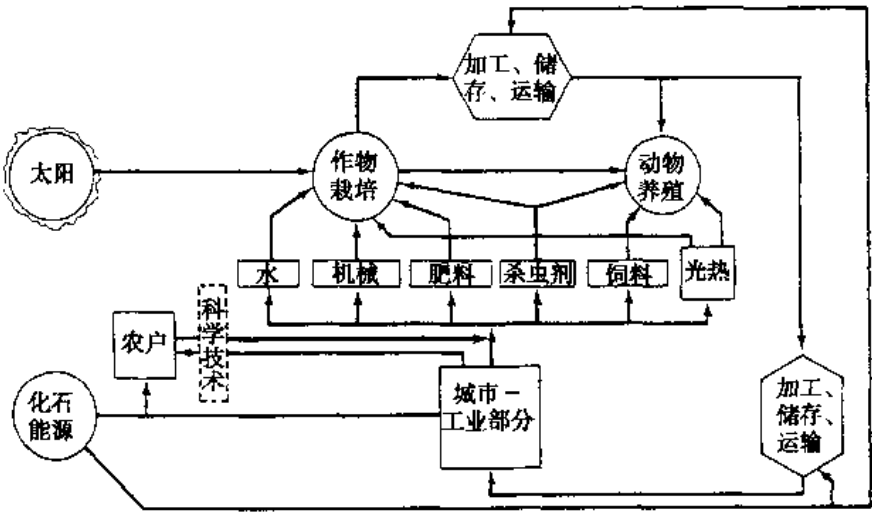 加工、储
存、运输
太阳
作物
栽培
动物
养殖
水
机械
肥料
杀虫剂
饲料
光热
农户
科学技术
化石
能源
城市－
工业部分
加工、
储存、
运输